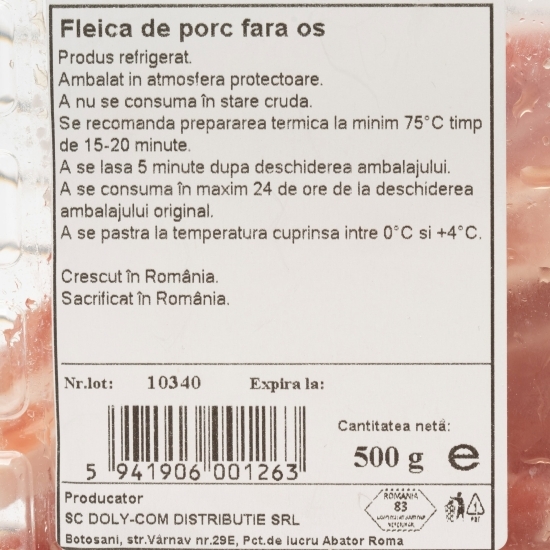 Fleica de porc fara os
Produs refrigerat.
Ambalat in atmosfera protectoare.
A nu se consuma în stare cruda.
Se recomanda prepararea termica la minim 75°C timp
de 15-20 minute.
A se lasa 5 minute dupa deschiderea ambalajului.
A se consuma în maxim 24 de ore de la deschiderea
ambalajului original.
A se pastra la temperatura cuprinsa intre 0°C si +4°C.
Crescut în România.
Sacrificat în România.
Nr.lot: 10340 Expira la:
Cantitatea netă:
500 g e
5 941906 001263
Producator
SC DOLY-COM DISTRIBUTIE SRL
Botosani, str.Vârnav nr.29E, Pct.de lucru Abator Roma
ROMANIA
83